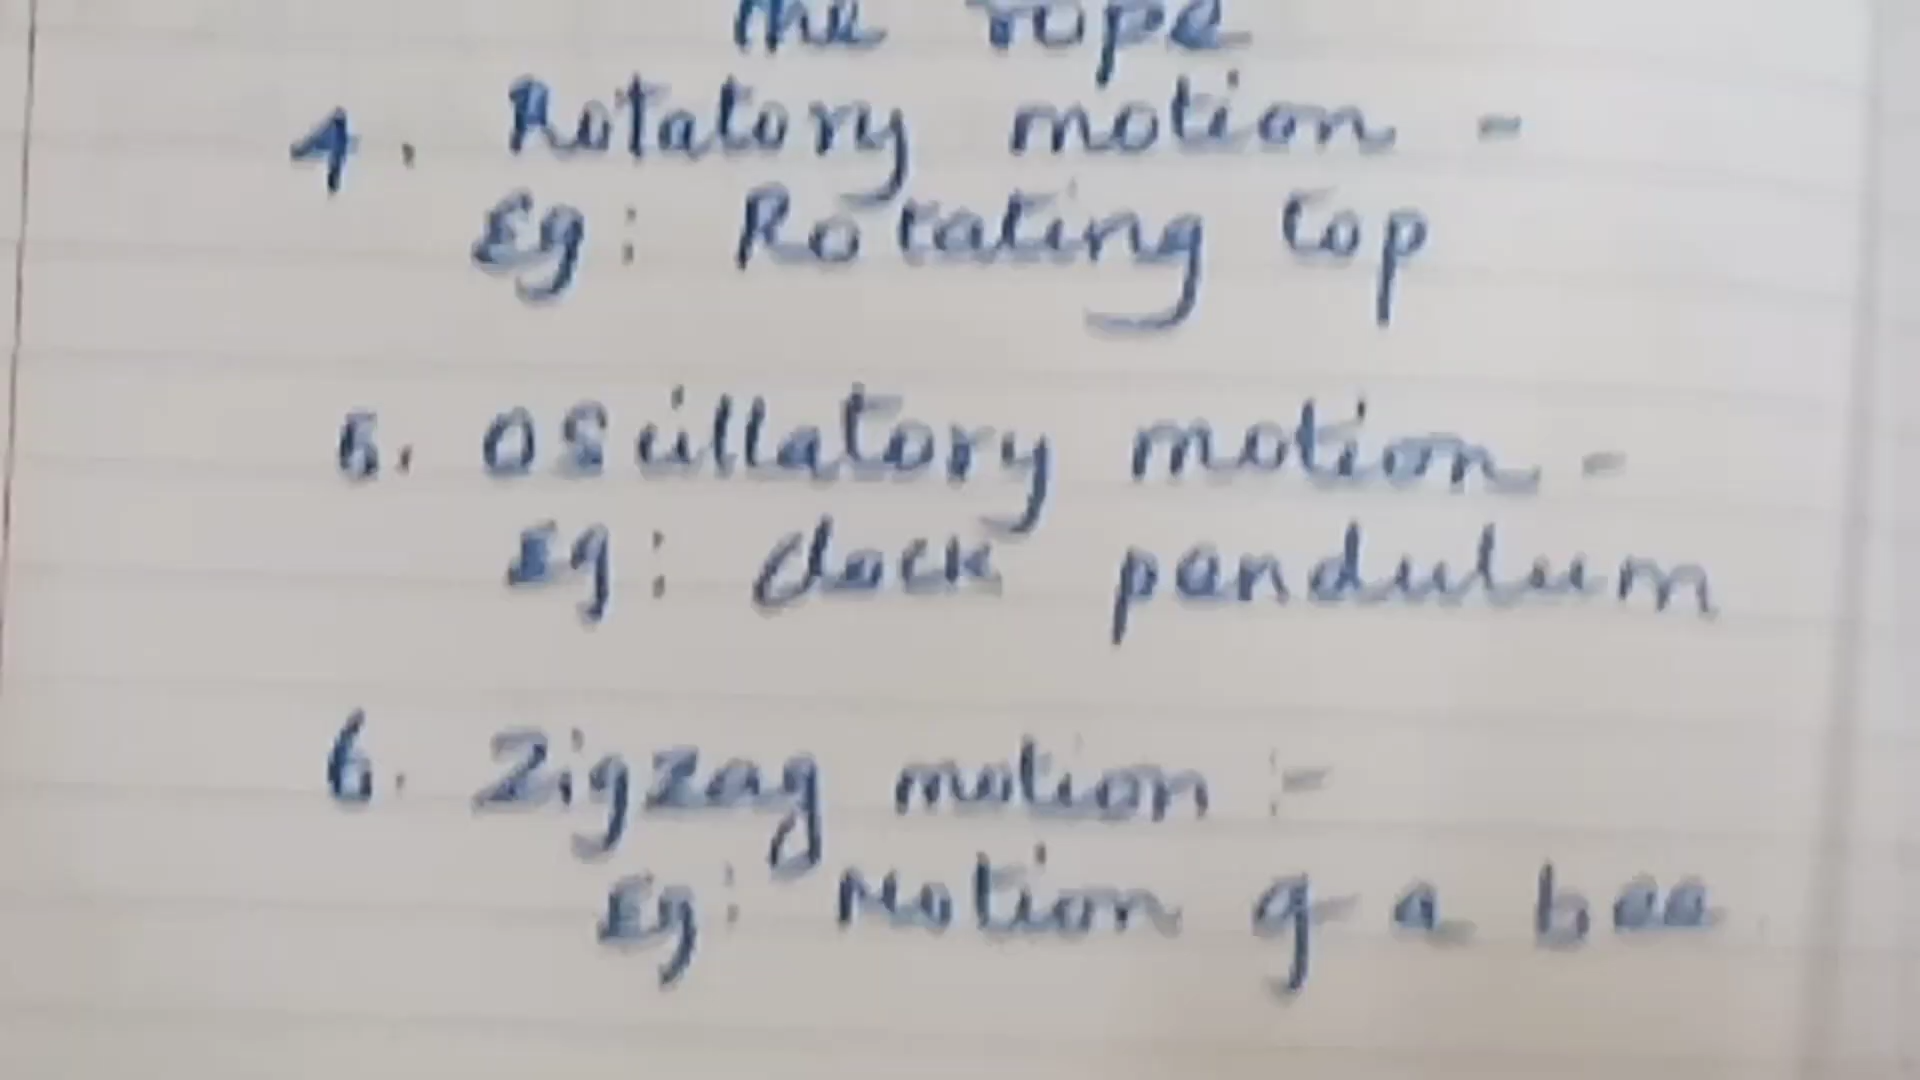 the rope
4. Rotatory motion -
Eg: Rotating top
5. Oscillatory motion -
Eg: clock pendulum
6. Zigzag motion :-
Eg: Motion of a bee